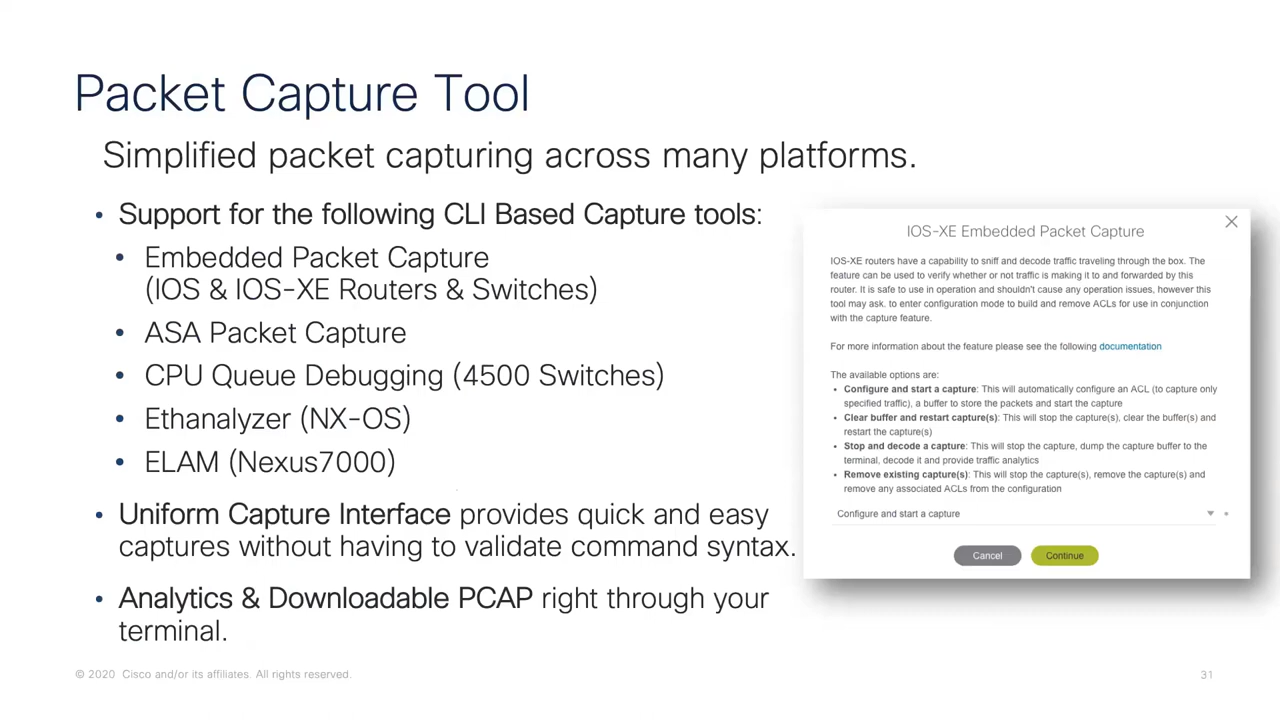 Packet Capture Tool
Simplified packet capturing across many platforms.
• Support for the following CLI Based Capture tools:
• Embedded Packet Capture
(IOS & IOS-XE Routers & Switches)
• ASA Packet Capture
• CPU Queue Debugging (4500 Switches)
• Ethanalyzer (NX-OS)
• ELAM (Nexus7000)
• Uniform Capture Interface provides quick and easy
captures without having to validate command syntax.
• Analytics & Downloadable PCAP right through your
terminal.
IOS-XE Embedded Packet Capture
IOS-XE routers have a capability to sniff and decode traffic traveling through the box. The
feature can be used to verify whether or not traffic is making it to and forwarded by this
router. It is safe to use in operation and shouldn't cause any operation issues, however this
tool may ask. to enter configuration mode to build and remove ACLs for use in conjunction
with the capture feature.
For more information about the feature please see the following documentation
The available options are:
• Configure and start a capture: This will automatically configure an ACL (to capture only
specified traffic), a buffer to store the packets and start the capture
• Clear buffer and restart capture(s): This will stop the capture(s), clear the buffer(s) and
restart the capture(s)
• Stop and decode a capture: This will stop the capture, dump the capture buffer to the
terminal, decode it and provide traffic analytics
• Remove existing capture(s): This will stop the capture(s), remove the capture(s) and
remove any associated ACLs from the configuration
Configure and start a capture
Cancel
Continue
© 2020 Cisco and/or its affiliates. All rights reserved.
31